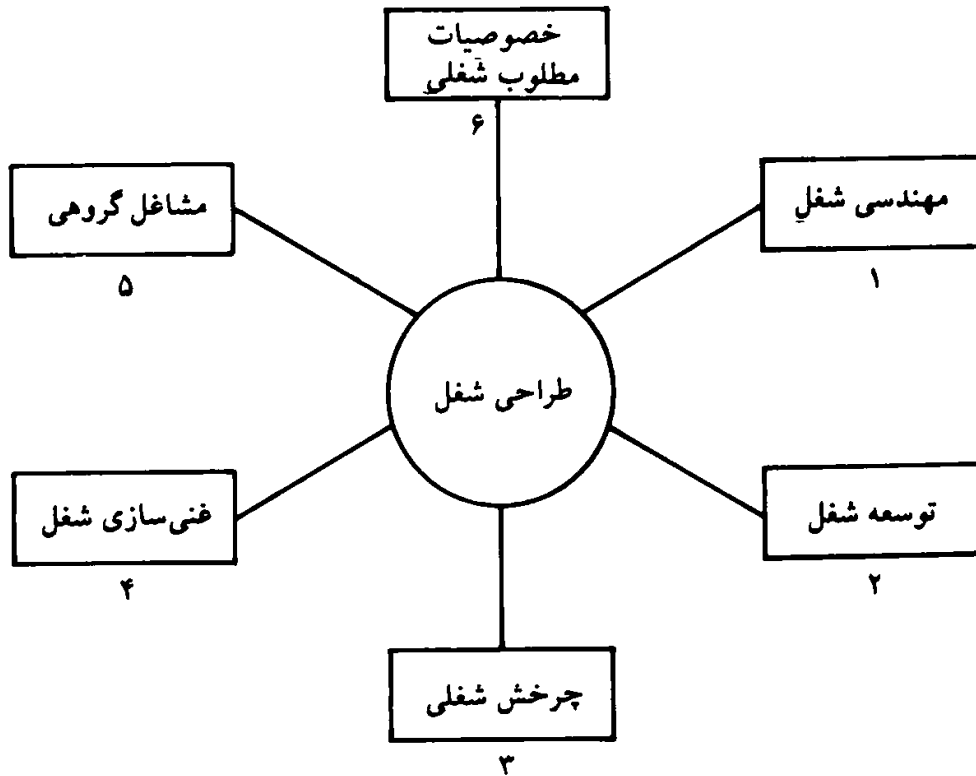 خصوصیات
مطلوب شغلی
۶
مهندسی شغل
۱
مشاغل گروهی
۵
طراحی شغل
توسعه شغل
۲
غنی‌سازی شغل
۴
چرخش شغلی
۳